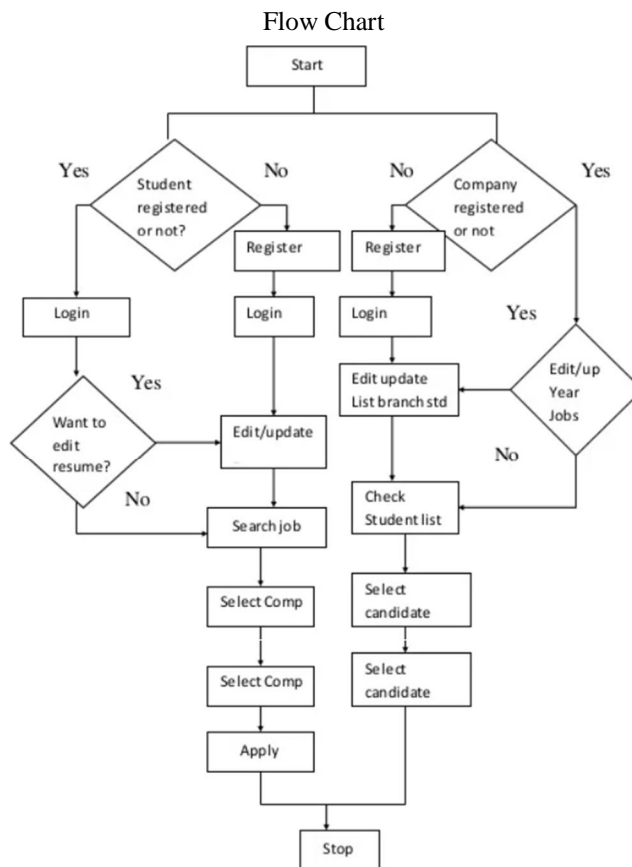 Flow Chart
Start
Yes
Student
registered
or not?
No
No
Company
registered
or not
Yes
Register
Register
Login
Login
Login
Yes
Edit/up
Year
Jobs
Edit update
List branch std
Yes
Want to
edit
resume?
Edit/update
No
No
Check
Student list
Search job
Select Comp
Select
candidate
Select Comp
Select
candidate
Apply
Stop